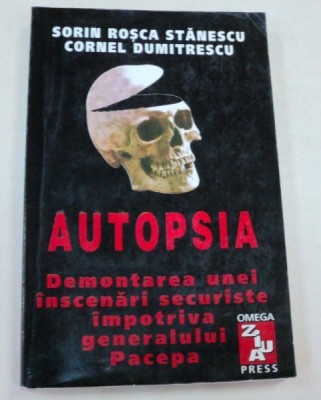 SORIN ROȘCA STĂNESCU
CORNEL DUMITRESCU
AUTOPSIA
Demontarea unei
înscenări securiste
împotriva
generalului
Pacepa
OMEGA
ZIUA
PRESS